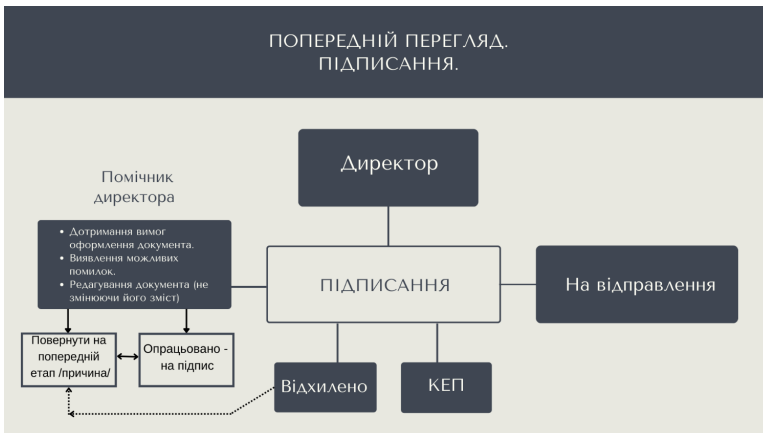 ПОПЕРЕДНІЙ ПЕРЕГЛЯД.
ПІДПИСАННЯ.
Директор
Помічник
директора
• Дотримання вимог
оформлення документа.
• Виявлення можливих
помилок.
• Редагування документа (не
змінюючи його зміст)
ПІДПИСАННЯ
На відправлення
Повернути на
попередній
етап /причина/
Опрацьовано -
на підпис
Відхилено
КЕП